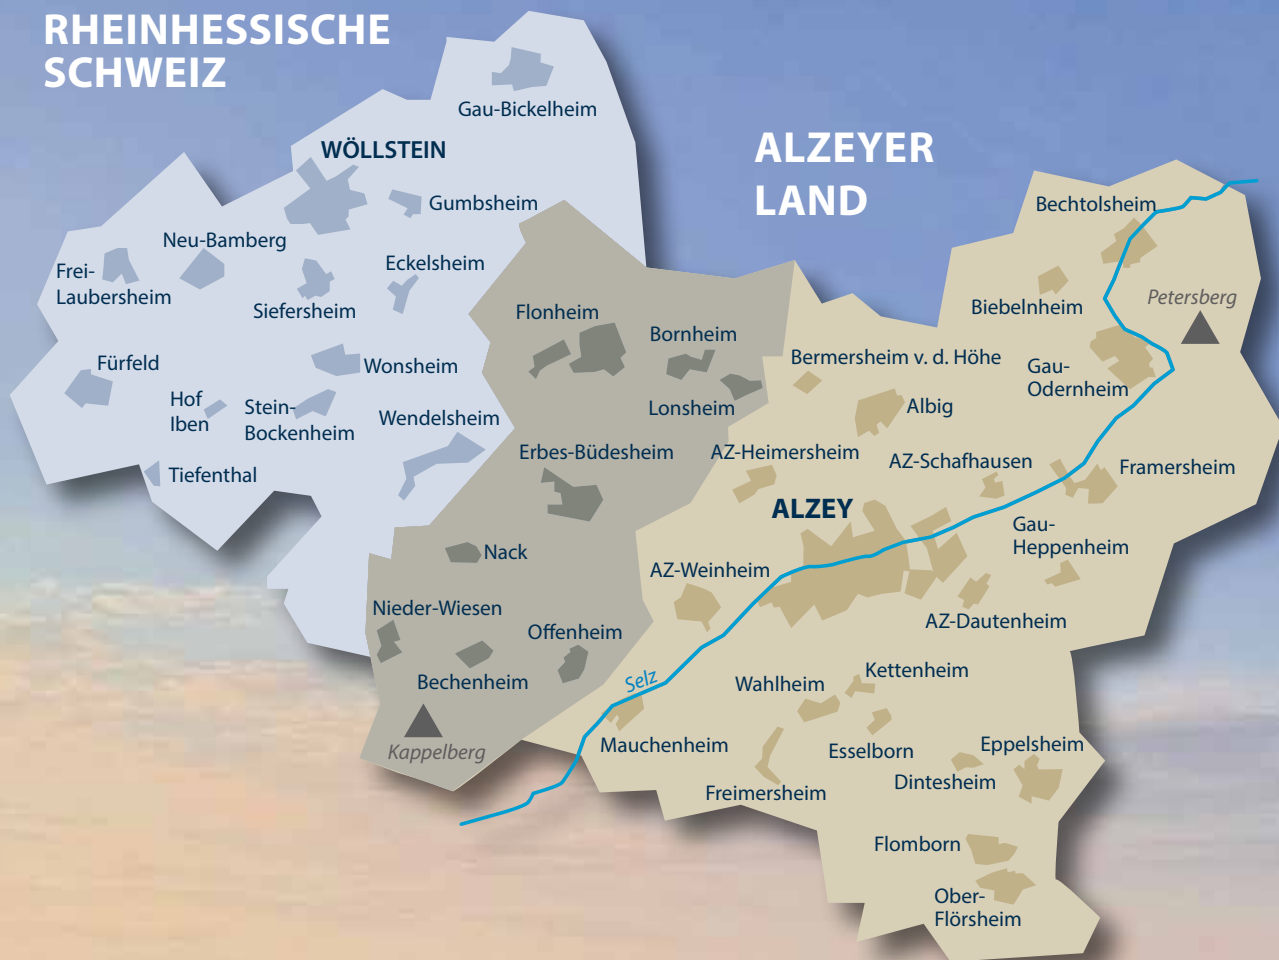 RHEINHESSISCHE
SCHWEIZ
Gau-Bickelheim
WÖLLSTEIN
ALZEYER
LAND
Gumbsheim
Bechtolsheim
Neu-Bamberg
Eckelsheim
Frei-
Laubersheim
Siefersheim
Petersberg
Biebelnheim
Flonheim
Bornheim
Fürfeld
Wonsheim
Bermersheim v. d. Höhe
Gau-
Odernheim
Hof
Iben
Stein-
Bockenheim
Wendelsheim
Lonsheim
Albig
Erbes-Büdesheim
AZ-Heimersheim
AZ-Schafhausen
Framersheim
Tiefenthal
ALZEY
Gau-
Heppenheim
Nack
AZ-Weinheim
Nieder-Wiesen
Offenheim
AZ-Dautenheim
Bechenheim
Selz
Wahlheim
Kettenheim
Kappelberg
Mauchenheim
Esselborn
Eppelsheim
Freimersheim
Dintesheim
Flomborn
Ober-
Flörsheim